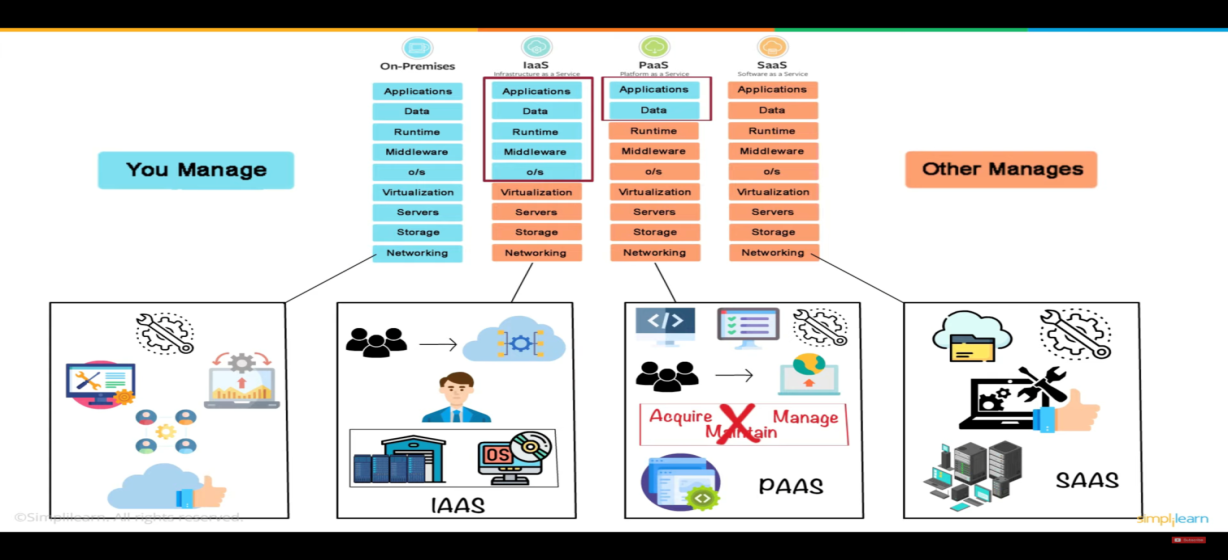 On-Premises
IaaS
Infrastructure as a Service
PaaS
Platform as a Service
SaaS
Software as a Service
Applications
Data
Runtime
Middleware
o/s
Virtualization
Servers
Storage
Networking
Applications
Data
Runtime
Middleware
o/s
Virtualization
Servers
Storage
Networking
Applications
Data
Runtime
Middleware
o/s
Virtualization
Servers
Storage
Networking
Applications
Data
Runtime
Middleware
o/s
Virtualization
Servers
Storage
Networking
You Manage
Other Manages
OS
IAAS
</>
Acquire Manage
Maintain
<>
PAAS
SAAS
©Simplilearn. All rights reserved.
simplilearn
Subscribe